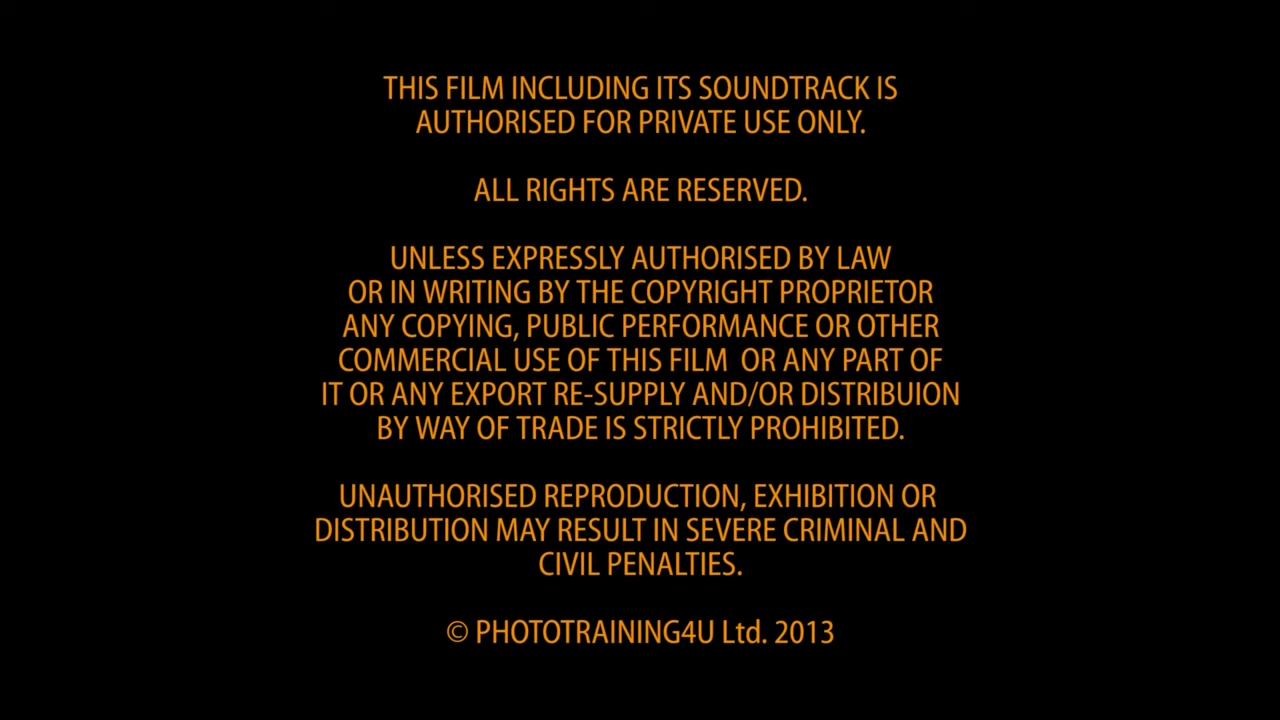 THIS FILM INCLUDING ITS SOUNDTRACK IS
AUTHORISED FOR PRIVATE USE ONLY.
ALL RIGHTS ARE RESERVED.
UNLESS EXPRESSLY AUTHORISED BY LAW
OR IN WRITING BY THE COPYRIGHT PROPRIETOR
ANY COPYING, PUBLIC PERFORMANCE OR OTHER
COMMERCIAL USE OF THIS FILM  OR ANY PART OF
IT OR ANY EXPORT RE-SUPPLY AND/OR DISTRIBUION
BY WAY OF TRADE IS STRICTLY PROHIBITED.
UNAUTHORISED REPRODUCTION, EXHIBITION OR
DISTRIBUTION MAY RESULT IN SEVERE CRIMINAL AND
CIVIL PENALTIES.
© PHOTOTRAINING4U Ltd. 2013